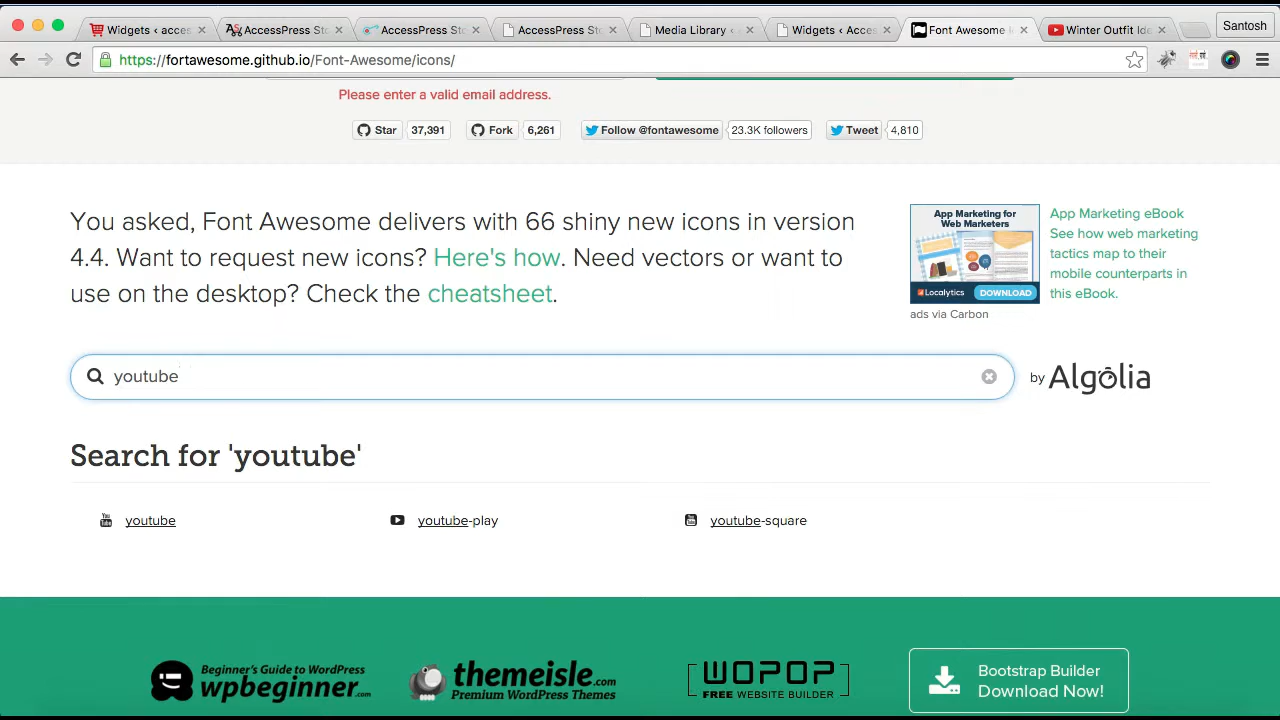 Widgets ‹ acces
AccessPress Sto
AccessPress Sto
AccessPress Sto
Media Library ‹
Widgets ‹ Acce
Font Awesome I
Winter Outfit Ide
Santosh
https://fortawesome.github.io/Font-Awesome/icons/
Please enter a valid email address.
Star 37,391 Fork 6,261 Follow @fontawesome 23.3K followers Tweet 4,810
You asked, Font Awesome delivers with 66 shiny new icons in version
4.4. Want to request new icons? Here's how. Need vectors or want to
use on the desktop? Check the cheatsheet.
App Marketing for
Web Marketers
Localytics DOWNLOAD
App Marketing eBook
See how web marketing
tactics map to their
mobile counterparts in
this eBook.
ads via Carbon
youtube
by Algolia
Search for 'youtube'
youtube
youtube-play
youtube-square
Beginner's Guide to WordPress
wpbeginner.com
themeisle.com
Premium WordPress Themes
WOPOP
FREE WEBSITE BUILDER
Bootstrap Builder
Download Now!